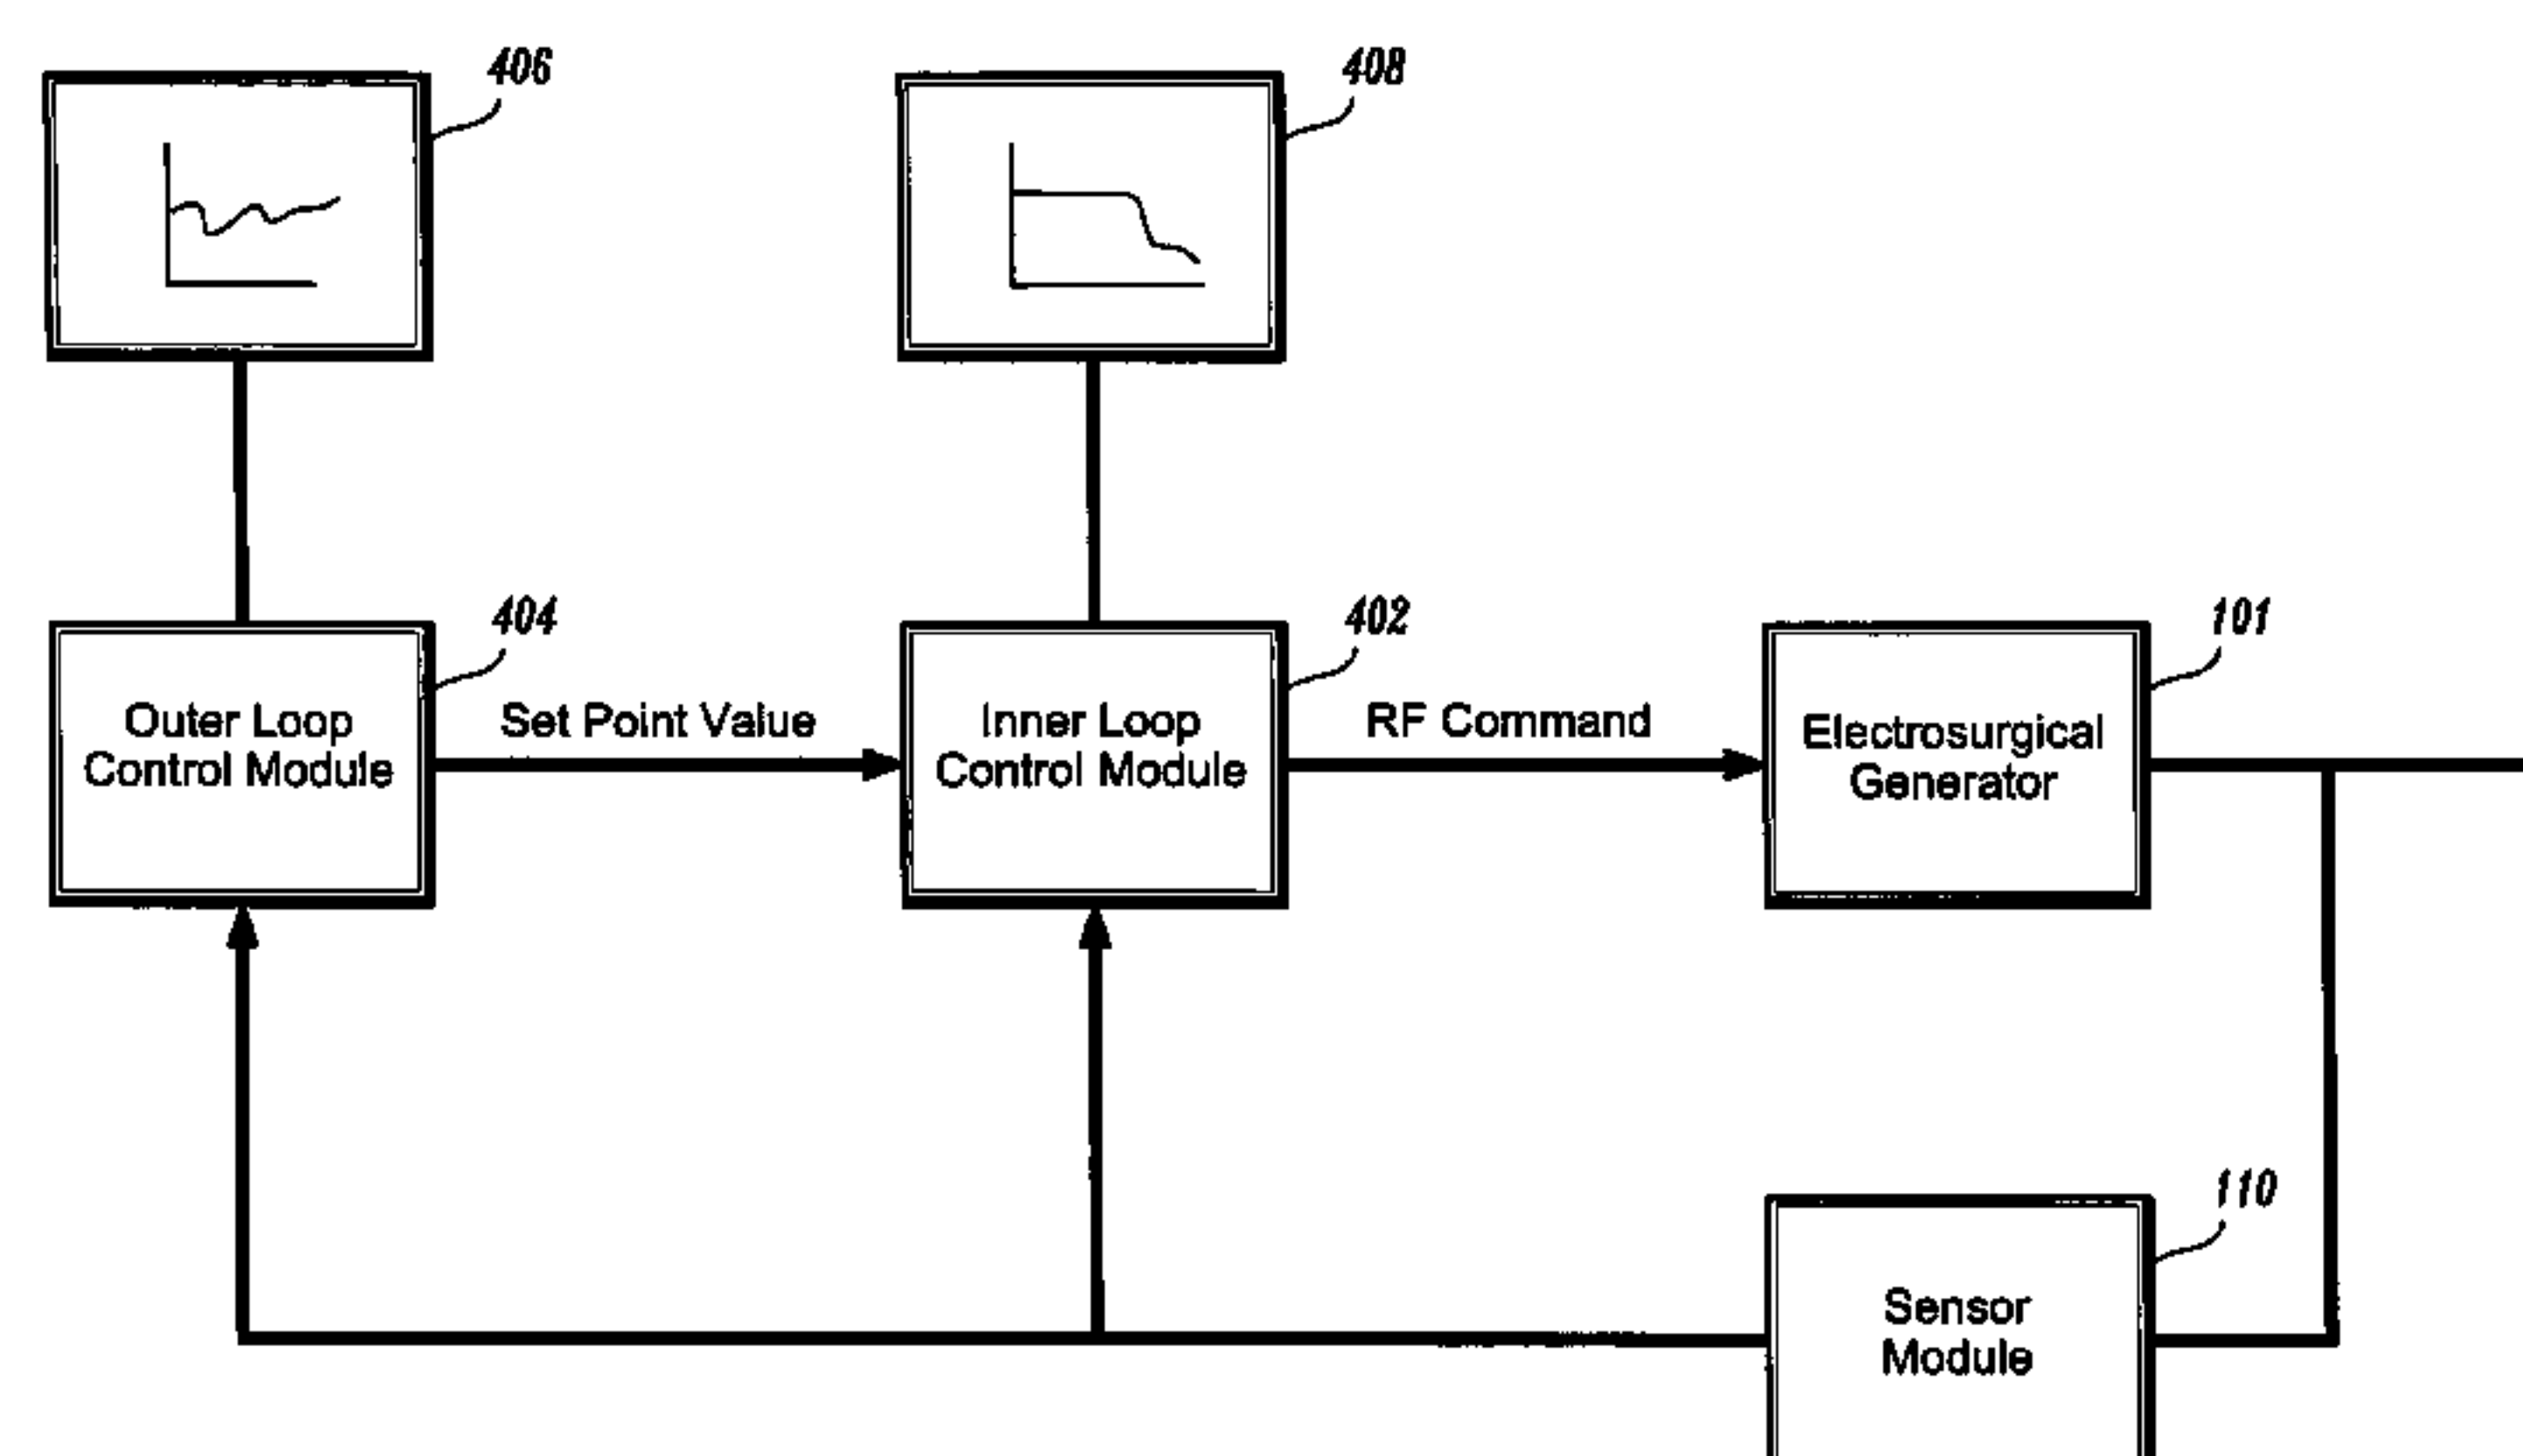 406
408
404
402
101
Outer Loop
Control Module
Set Point Value
Inner Loop
Control Module
RF Command
Electrosurgical
Generator
110
Sensor
Module